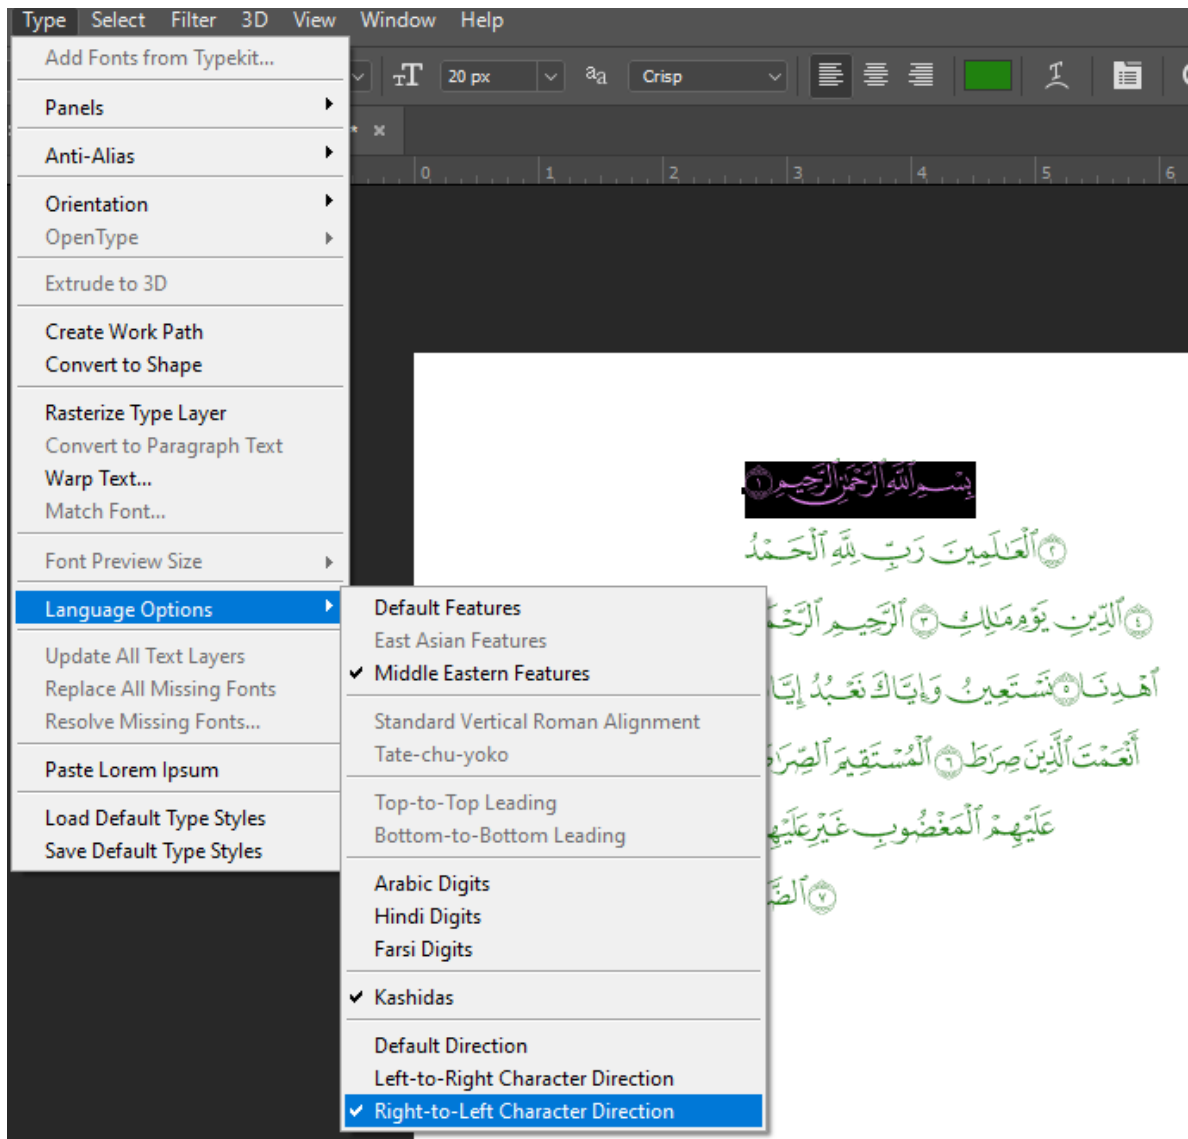 Type Select Filter 3D View Window Help
20 px Crisp
0 1 2 3 4 5 6
Add Fonts from Typekit...
Panels
Anti-Alias
Orientation
OpenType
Extrude to 3D
Create Work Path
Convert to Shape
Rasterize Type Layer
Convert to Paragraph Text
Warp Text...
Match Font...
Font Preview Size
Language Options
Update All Text Layers
Replace All Missing Fonts
Resolve Missing Fonts...
Paste Lorem Ipsum
Load Default Type Styles
Save Default Type Styles
Default Features
East Asian Features
Middle Eastern Features
Standard Vertical Roman Alignment
Tate-chu-yoko
Top-to-Top Leading
Bottom-to-Bottom Leading
Arabic Digits
Hindi Digits
Farsi Digits
Kashidas
Default Direction
Left-to-Right Character Direction
Right-to-Left Character Direction
بِسْمِ ٱللَّهِ ٱلرَّحْمَٰنِ ٱلرَّحِيمِ ١
٢ ٱلْعَٰلَمِينَ رَبِّ لِلَّهِ ٱلْحَمْدُ
٤ ٱلدِّينِ يَوْمِ مَٰلِكِ ٣ ٱلرَّحِيمِ
ٱهْدِنَا ٥ نَسْتَعِينُ وَإِيَّاكَ نَعْبُدُ
أَنْعَمْتَ ٱلَّذِينَ صِرَٰطَ ٦ ٱلْمُسْتَقِيمَ
عَلَيْهِمْ ٱلْمَغْضُوبِ غَيْرِ
٧